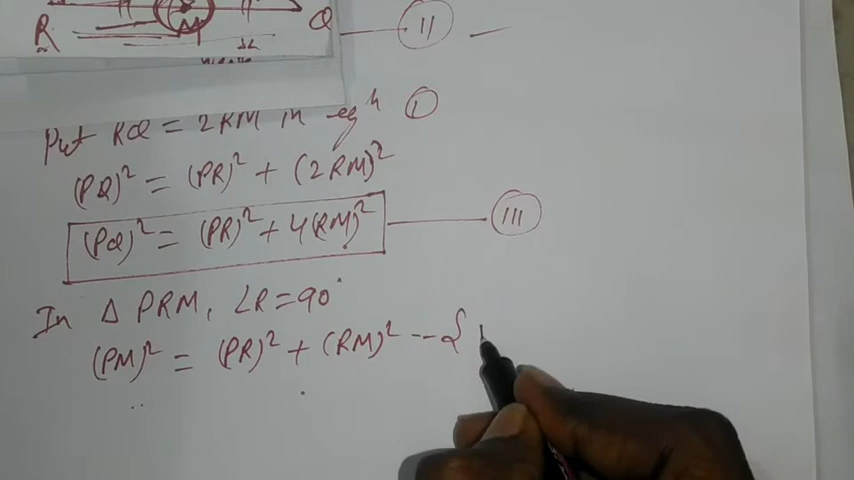 R M Q II
Put RQ = 2RM in eqn I
(PQ)² = (PR)² + (2RM)²
(PQ)² = (PR)² + 4(RM)² III
In Δ PRM, ∠R = 90°
(PM)² = (PR)² + (RM)² -- {